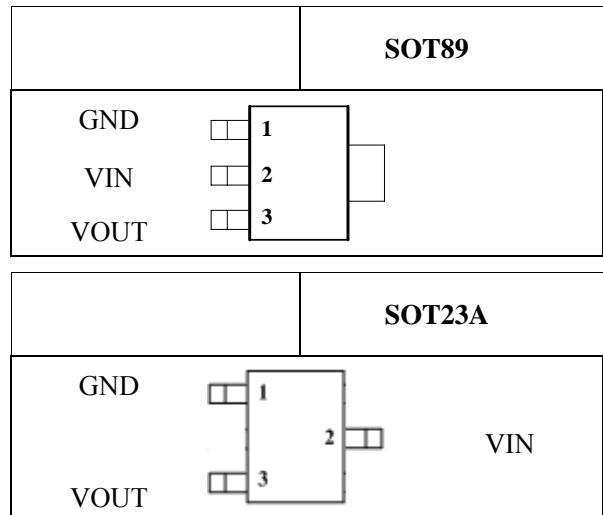 SOT89
GND 1
VIN 2
VOUT 3
SOT23A
GND 1
2 VIN
VOUT 3